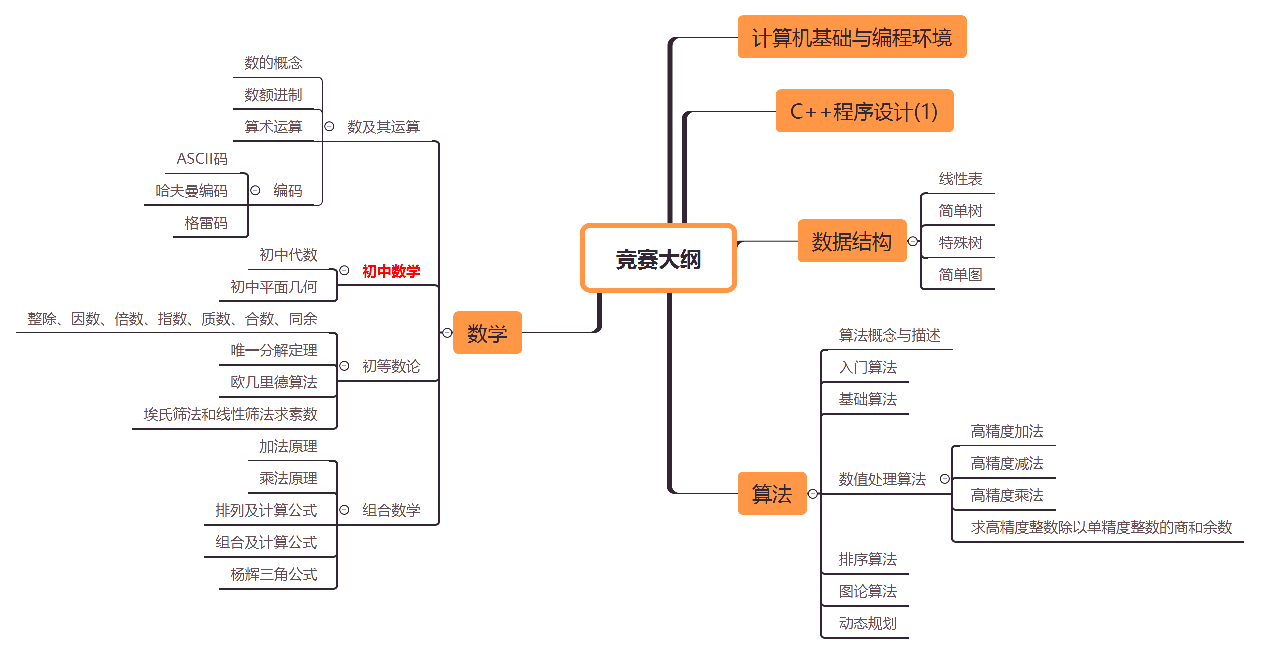 竞赛大纲
计算机基础与编程环境
C++程序设计(1)
数据结构
线性表
简单树
特殊树
简单图
算法
算法概念与描述
入门算法
基础算法
数值处理算法
高精度加法
高精度减法
高精度乘法
求高精度整数除以单精度整数的商和余数
排序算法
图论算法
动态规划
数学
数及其运算
数的概念
数额进制
算术运算
编码
ASCII码
哈夫曼编码
格雷码
初中数学
初中代数
初中平面几何
初等数论
整除、因数、倍数、指数、质数、合数、同余
唯一分解定理
欧几里德算法
埃氏筛法和线性筛法求素数
组合数学
加法原理
乘法原理
排列及计算公式
组合及计算公式
杨辉三角公式